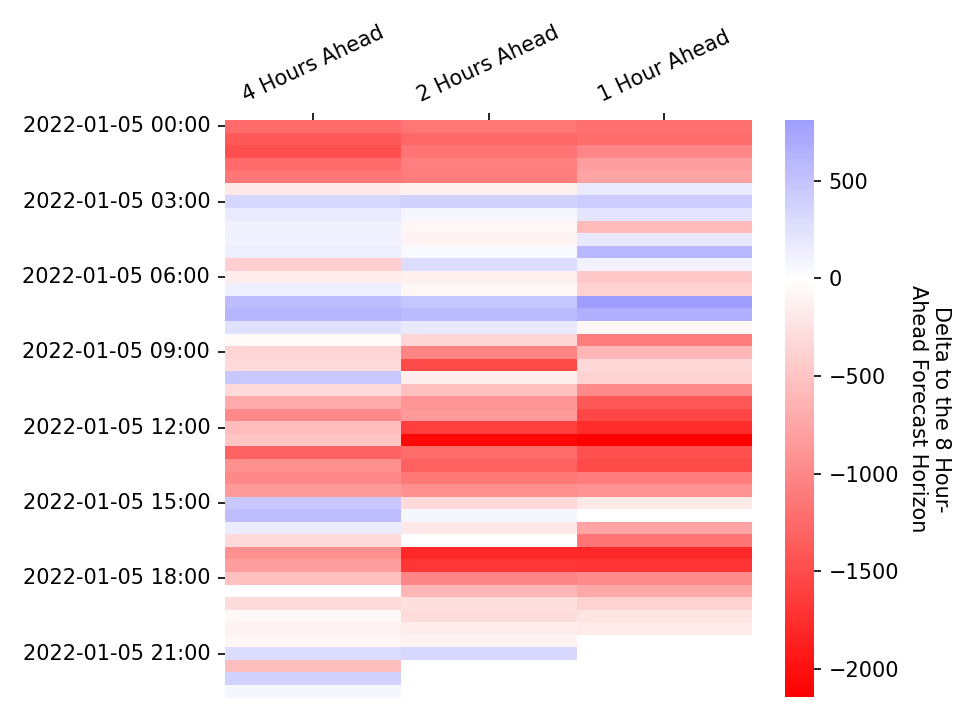 4 Hours Ahead
2 Hours Ahead
1 Hour Ahead
2022-01-05 00:00
2022-01-05 03:00
2022-01-05 06:00
2022-01-05 09:00
2022-01-05 12:00
2022-01-05 15:00
2022-01-05 18:00
2022-01-05 21:00
500
0
−500
−1000
−1500
−2000
Delta to the 8 Hour-
Ahead Forecast Horizon